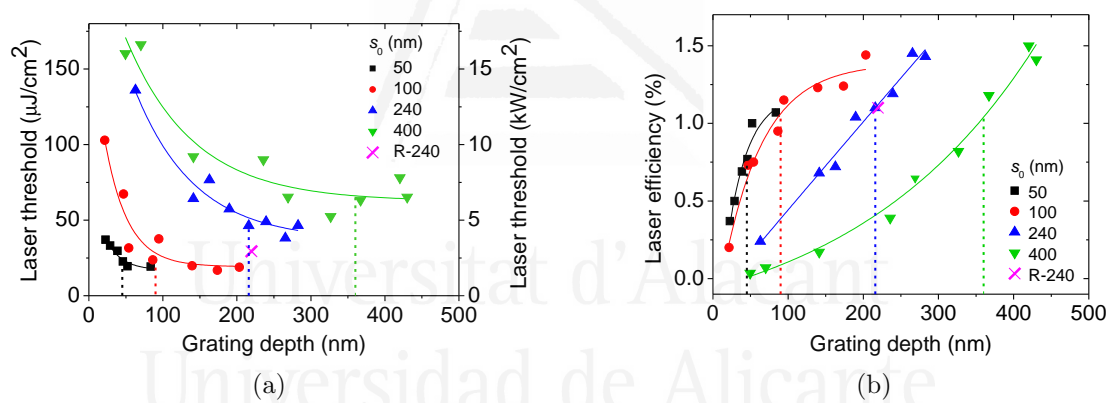 150
100
50
0
Laser threshold (μJ/cm²)
15
10
5
0
Laser threshold (kW/cm²)
0 100 200 300 400 500
Grating depth (nm)
s₀ (nm)
50
100
240
400
R-240
(a)
1.5
1.0
0.5
0.0
Laser efficiency (%)
0 100 200 300 400 500
Grating depth (nm)
s₀ (nm)
50
100
240
400
R-240
(b)
Universitat d'Alacant
Universidad de Alicante